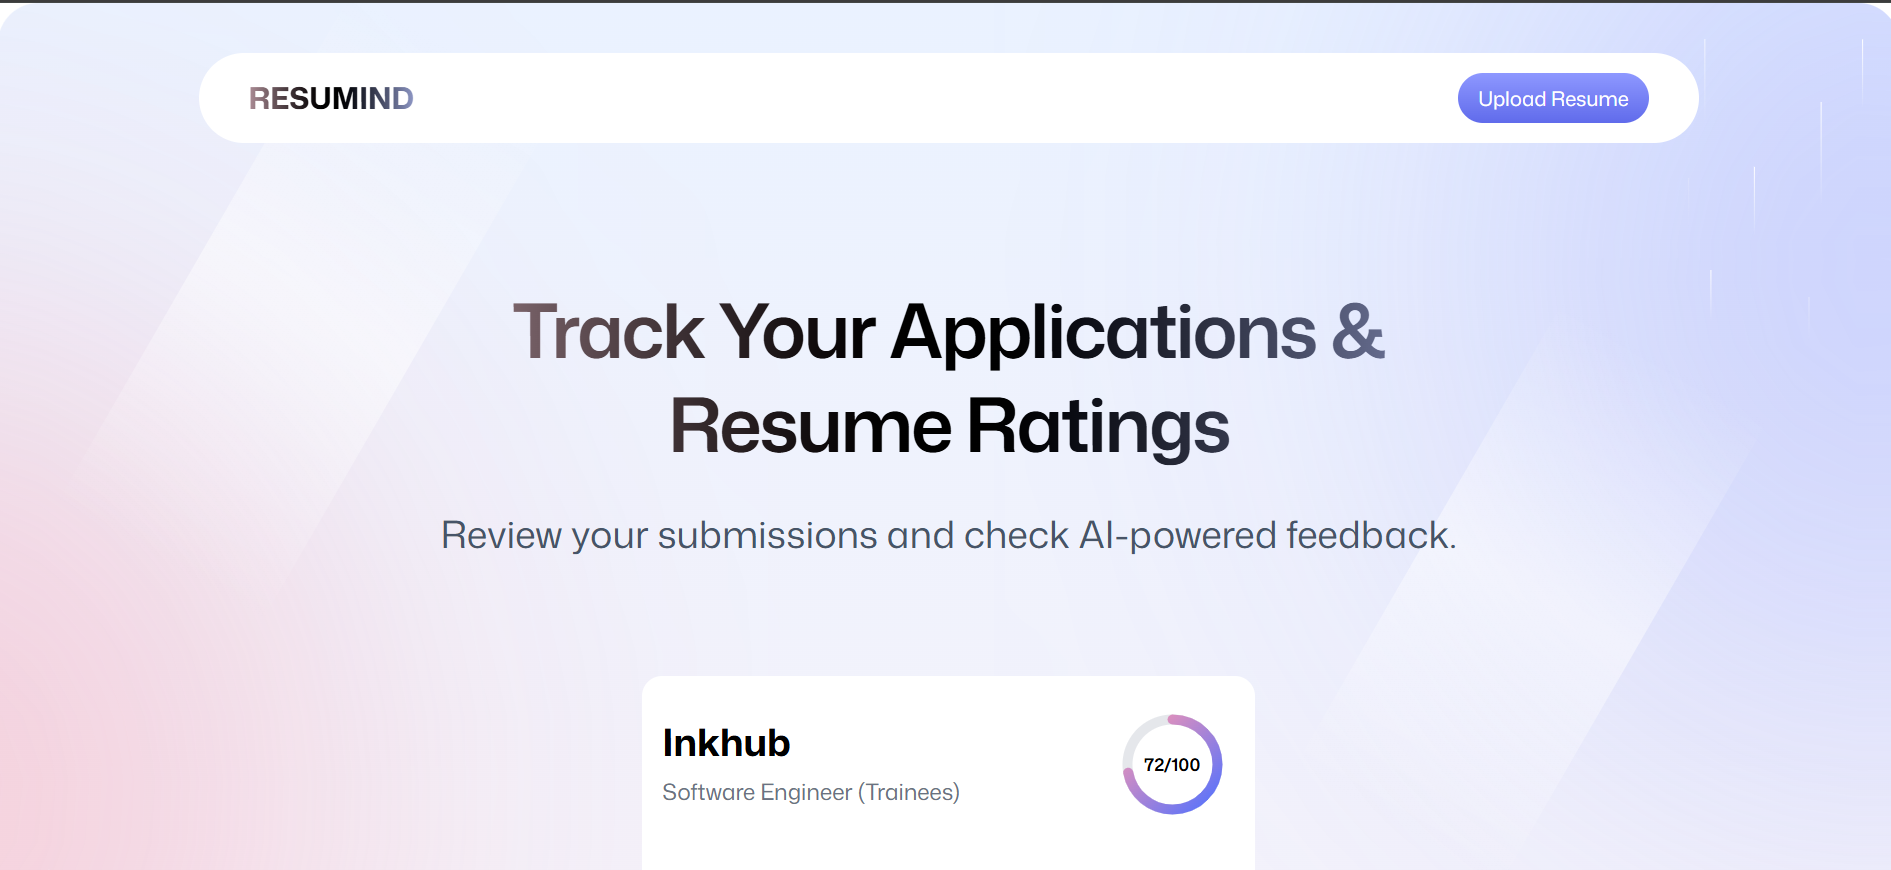 RESUMIND
Upload Resume
Track Your Applications &
Resume Ratings
Review your submissions and check AI-powered feedback.
Inkhub
72/100
Software Engineer (Trainees)